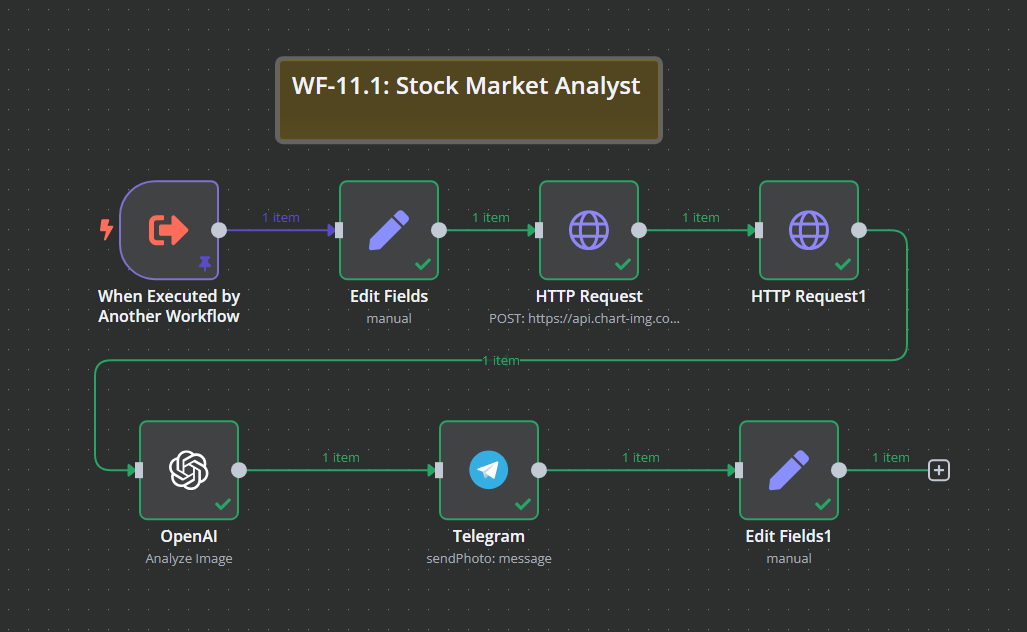 WF-11.1: Stock Market Analyst
1 item
1 item
1 item
When Executed by
Another Workflow
Edit Fields
manual
HTTP Request
POST: https://api.chart-img.co...
HTTP Request1
1 item
1 item
1 item
1 item
OpenAI
Analyze Image
Telegram
sendPhoto: message
Edit Fields1
manual